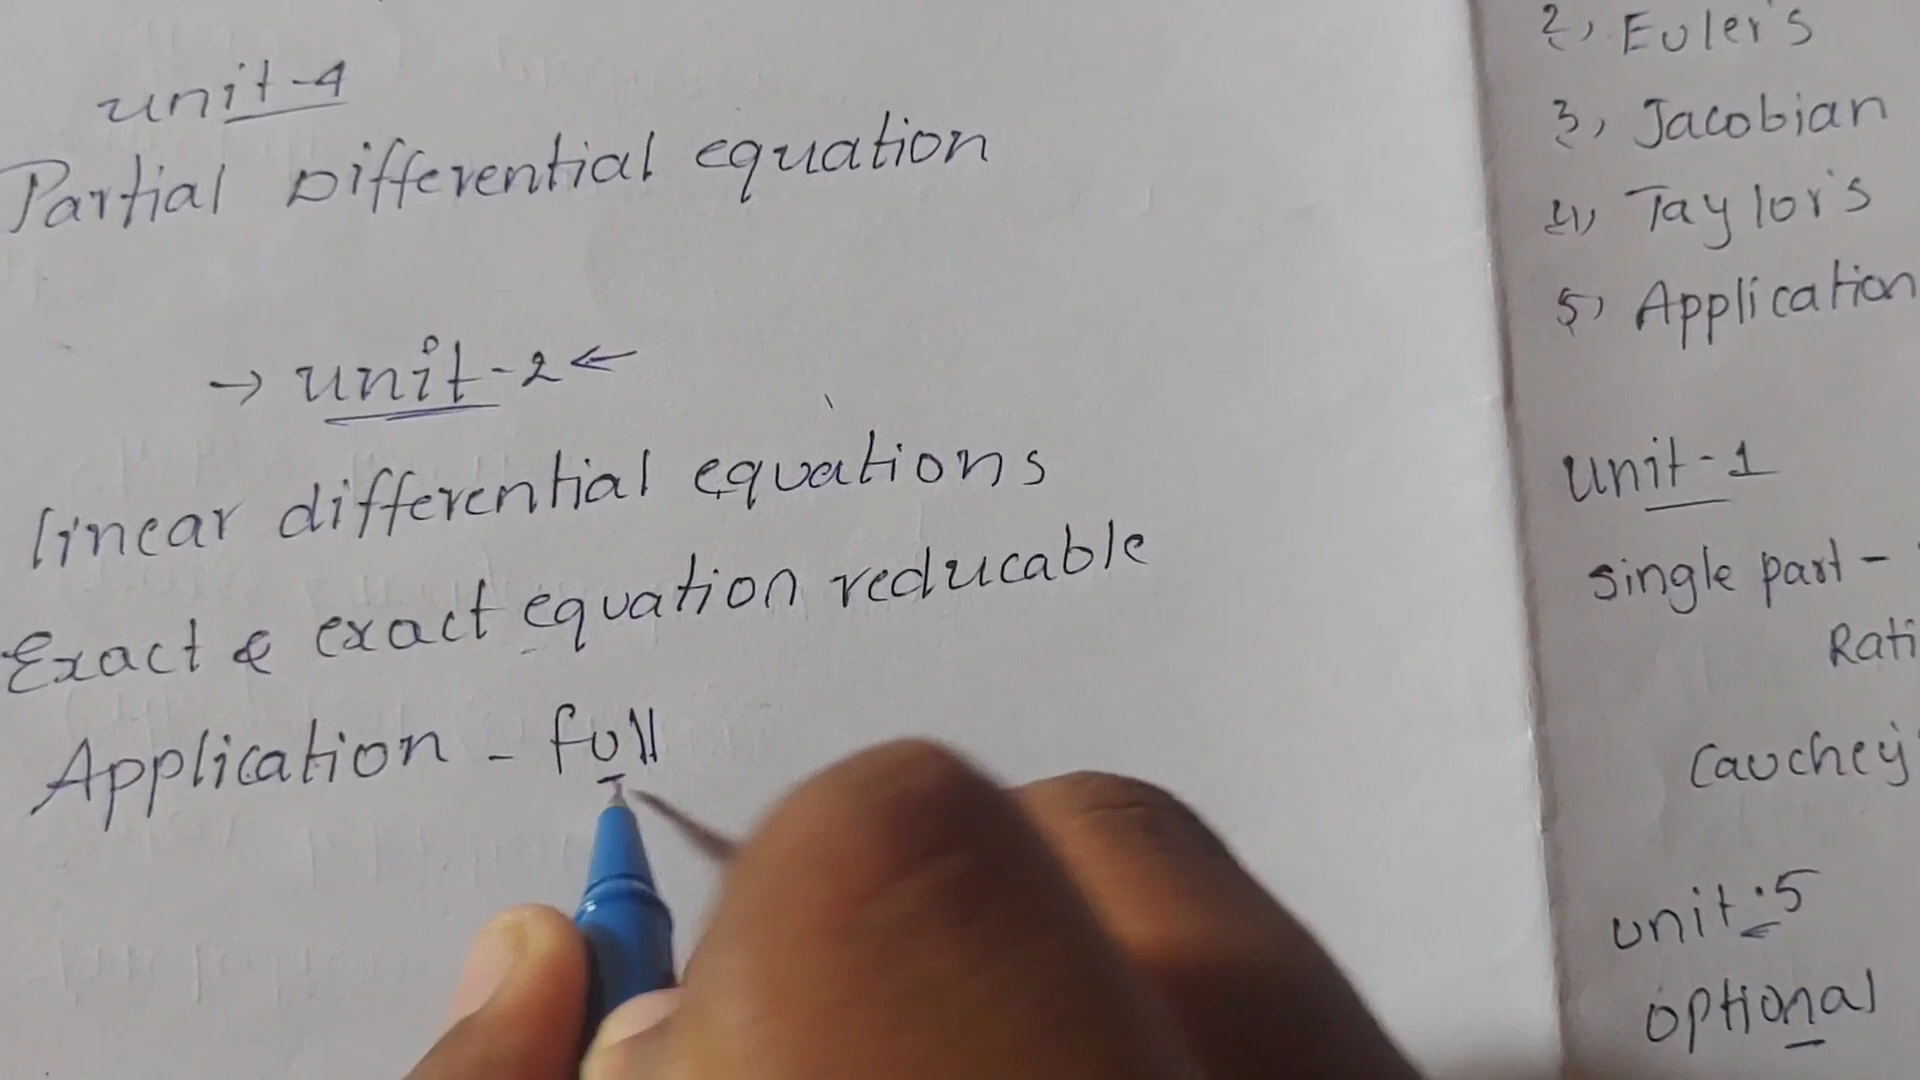 unit-4
Partial Differential equation
→ unit-2 ←
linear differential equations
Exact & exact equation reducable
Application - full
2, Euler's
3, Jacobian
4, Taylor's
5, Application
unit-1
single part -
Rati
Cauchey'
unit:5
optional